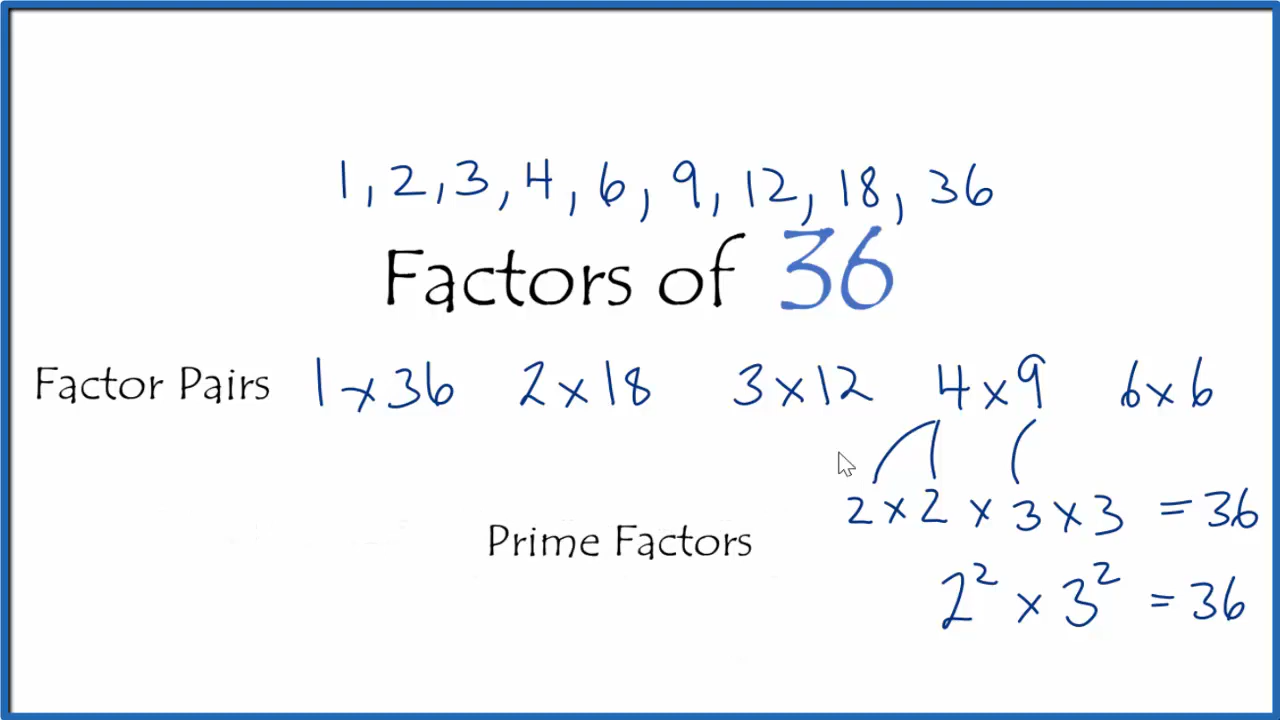 1, 2, 3, 4, 6, 9, 12, 18, 36
Factors of 36
Factor Pairs 1 x 36 2 x 18 3 x 12 4 x 9 6 x 6
2 x 2 x 3 x 3 = 36
Prime Factors
2² x 3² = 36